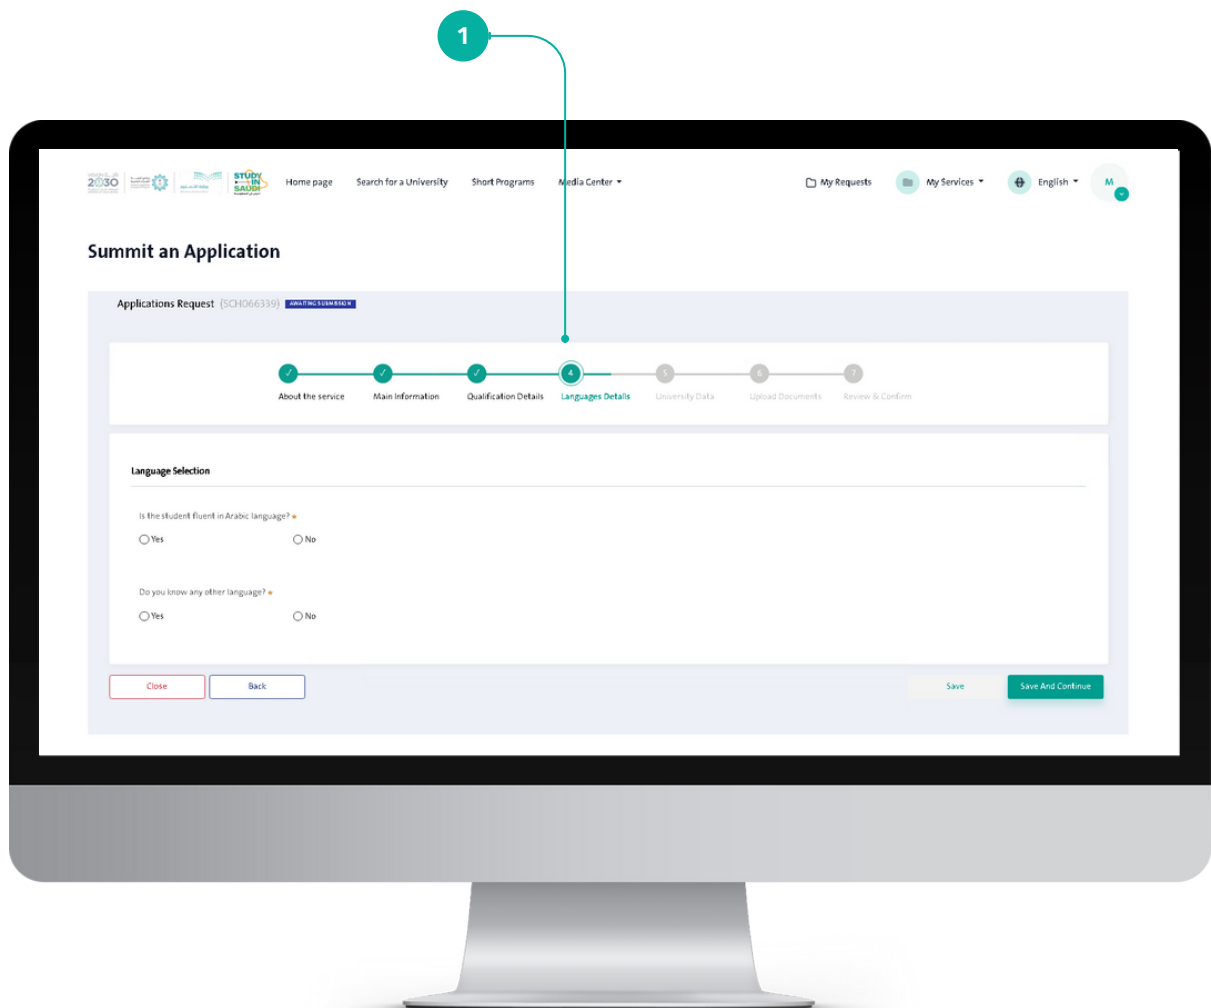 1
2030
STUDY
IN
SAUDI
Home page
Search for a University
Short Programs
Media Center
My Requests
My Services
English
M
Summit an Application
Applications Request (SCH066339) AWAITING SUBMISSION
4
5
6
7
About the service
Main Information
Qualification Details
Languages Details
University Data
Upload Documents
Review & Confirm
Language Selection
Is the student fluent in Arabic language? *
Yes
No
Do you know any other language? *
Yes
No
Close
Back
Save
Save And Continue